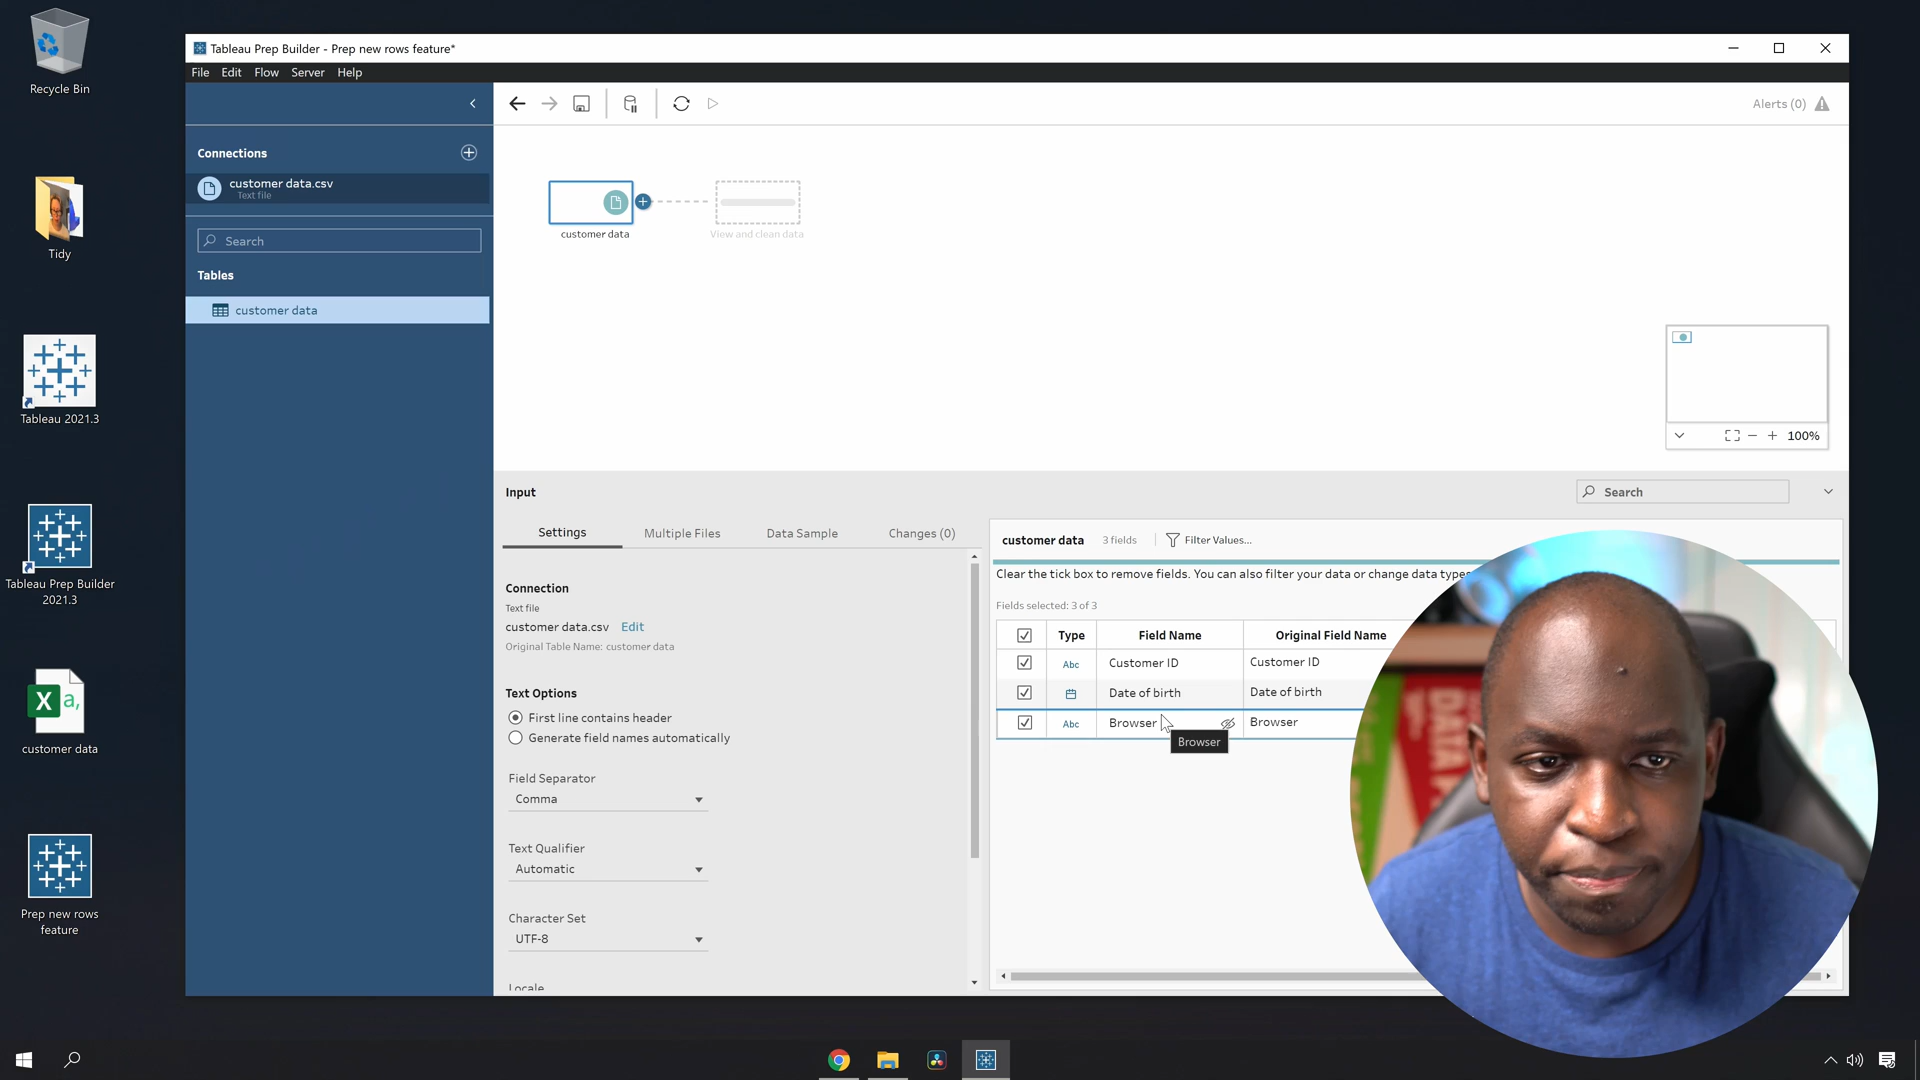 Recycle Bin
Tidy
Tableau 2021.3
Tableau Prep Builder
2021.3
X a,
customer data
Prep new rows
feature
Tableau Prep Builder - Prep new rows feature*
File Edit Flow Server Help
Alerts (0)
Connections
customer data.csv
Text file
Search
Tables
customer data
customer data
View and clean data
100%
Input
Search
Settings Multiple Files Data Sample Changes (0)
Connection
Text file
customer data.csv Edit
Original Table Name: customer data
Text Options
First line contains header
Generate field names automatically
Field Separator
Comma
Text Qualifier
Automatic
Character Set
UTF-8
Locale
customer data 3 fields Filter Values...
Clear the tick box to remove fields. You can also filter your data or change data types
Fields selected: 3 of 3
Type Field Name Original Field Name
Abc Customer ID Customer ID
Date of birth Date of birth
Abc Browser Browser
Browser